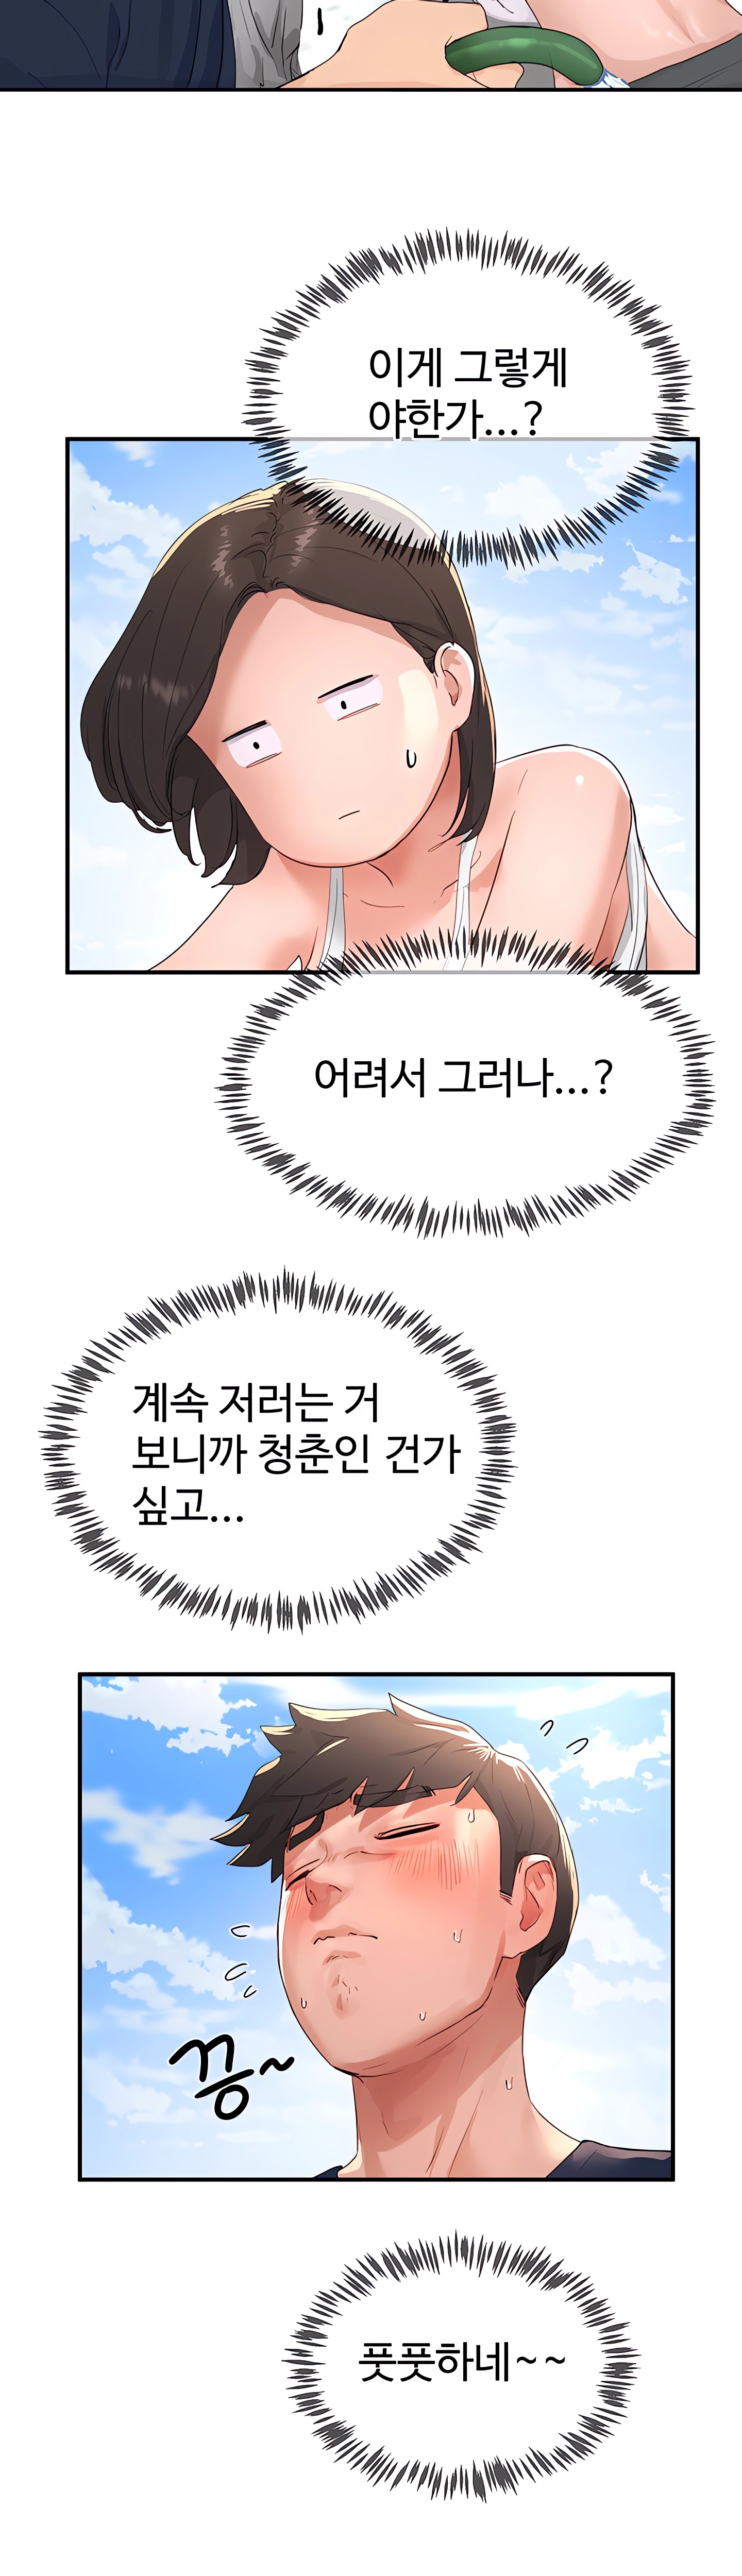 이게 그렇게
야한가...?
어려서 그러나...?
계속 저러는 거
보니까 청춘인 건가
싶고...
끙~
풋풋하네~~